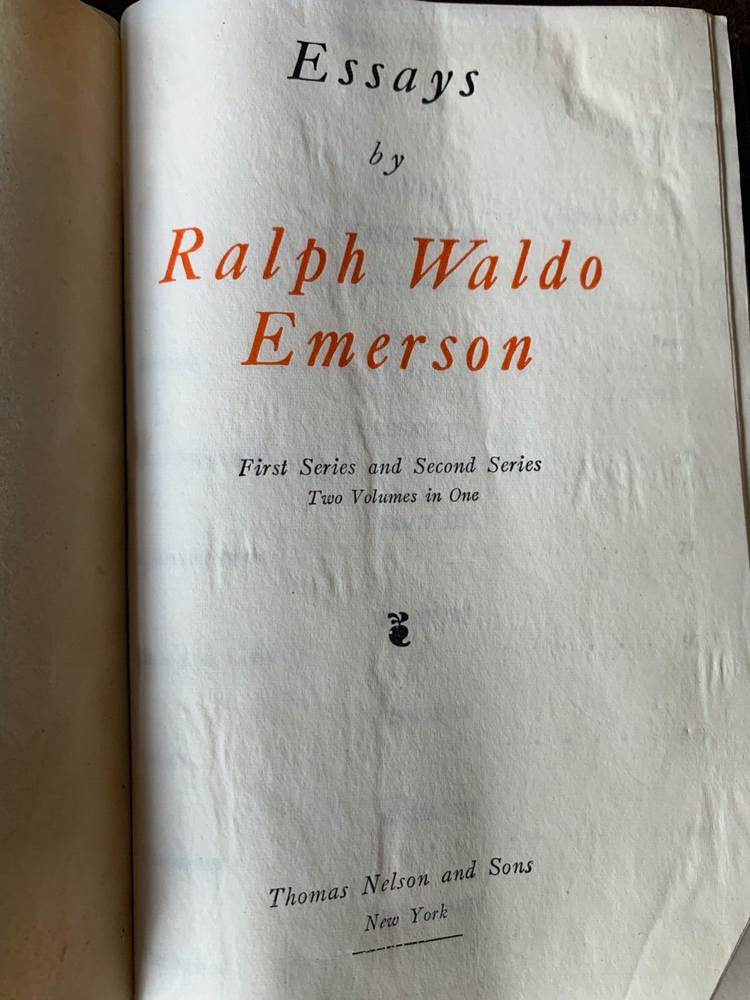 Essays
by
Ralph Waldo
Emerson
First Series and Second Series
Two Volumes in One
Thomas Nelson and Sons
New York